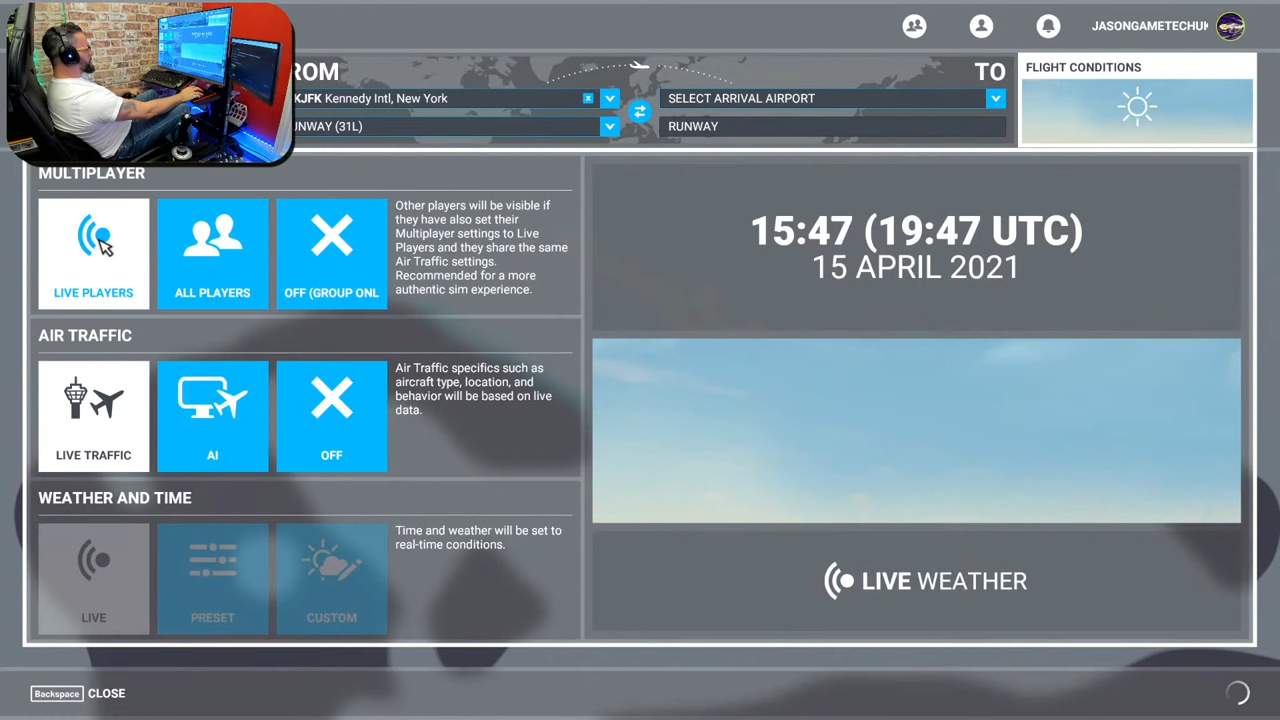 JASONGAMETECHUK
ROM
TO
FLIGHT CONDITIONS
KJFK Kennedy Intl, New York
x
SELECT ARRIVAL AIRPORT
UNWAY (31L)
RUNWAY
MULTIPLAYER
LIVE PLAYERS
ALL PLAYERS
OFF (GROUP ONL
Other players will be visible if
they have also set their
Multiplayer settings to Live
Players and they share the same
Air Traffic settings.
Recommended for a more
authentic sim experience.
15:47 (19:47 UTC)
15 APRIL 2021
AIR TRAFFIC
LIVE TRAFFIC
AI
OFF
Air Traffic specifics such as
aircraft type, location, and
behavior will be based on live
data.
WEATHER AND TIME
LIVE
PRESET
CUSTOM
Time and weather will be set to
real-time conditions.
LIVE WEATHER
Backspace CLOSE